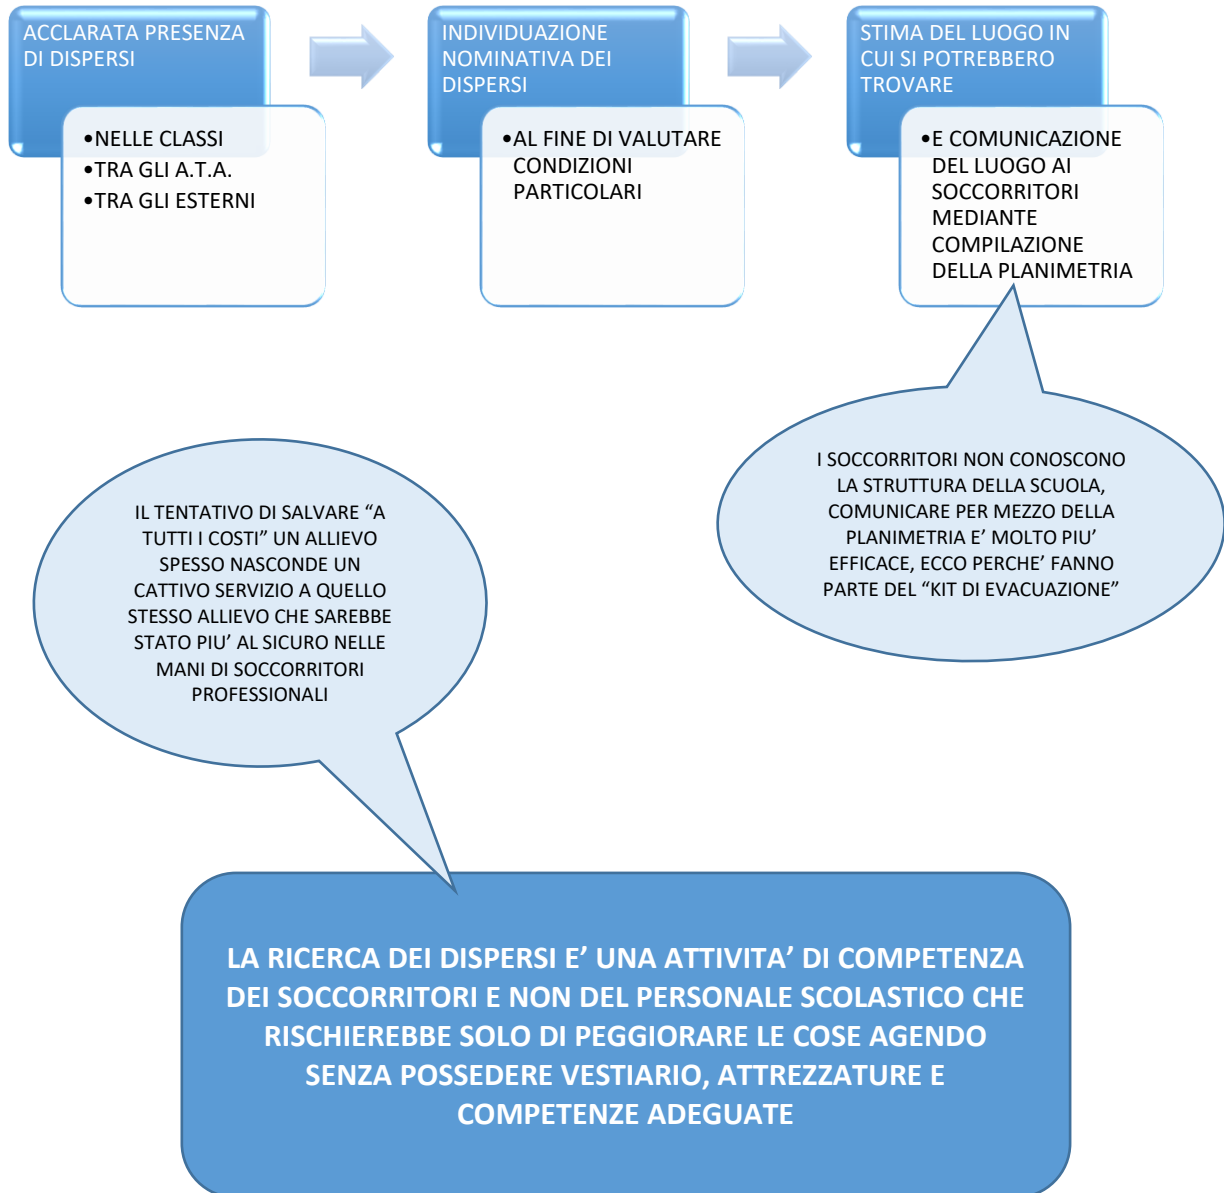 ACCLARATA PRESENZA
DI DISPERSI
•NELLE CLASSI
•TRA GLI A.T.A.
•TRA GLI ESTERNI
INDIVIDUAZIONE
NOMINATIVA DEI
DISPERSI
•AL FINE DI VALUTARE
CONDIZIONI
PARTICOLARI
STIMA DEL LUOGO IN
CUI SI POTREBBERO
TROVARE
•E COMUNICAZIONE
DEL LUOGO AI
SOCCORRITORI
MEDIANTE
COMPILAZIONE
DELLA PLANIMETRIA
I SOCCORRITORI NON CONOSCONO
LA STRUTTURA DELLA SCUOLA,
COMUNICARE PER MEZZO DELLA
PLANIMETRIA E’ MOLTO PIU’
EFFICACE, ECCO PERCHE’ FANNO
PARTE DEL “KIT DI EVACUAZIONE”
IL TENTATIVO DI SALVARE “A
TUTTI I COSTI” UN ALLIEVO
SPESSO NASCONDE UN
CATTIVO SERVIZIO A QUELLO
STESSO ALLIEVO CHE SAREBBE
STATO PIU’ AL SICURO NELLE
MANI DI SOCCORRITORI
PROFESSIONALI
LA RICERCA DEI DISPERSI E’ UNA ATTIVITA’ DI COMPETENZA
DEI SOCCORRITORI E NON DEL PERSONALE SCOLASTICO CHE
RISCHIEREBBE SOLO DI PEGGIORARE LE COSE AGENDO
SENZA POSSEDERE VESTIARIO, ATTREZZATURE E
COMPETENZE ADEGUATE